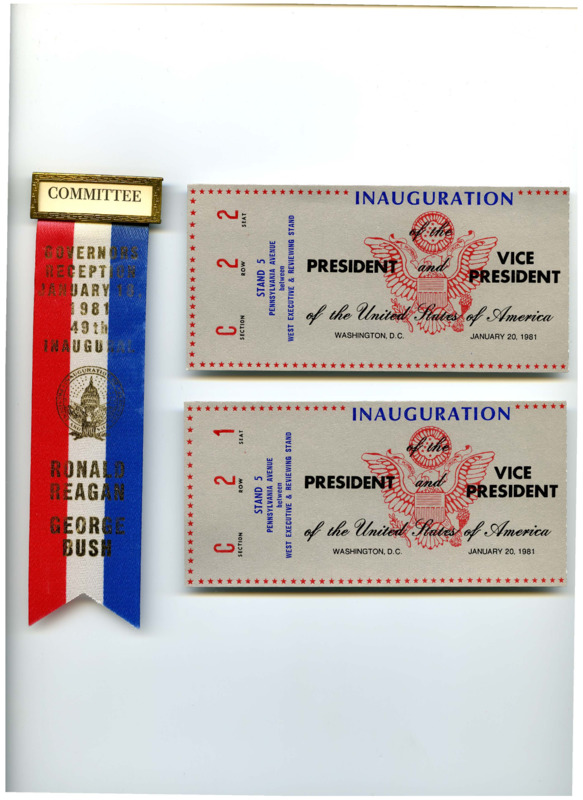 COMMITTEE
GOVERNORS
RECEPTION
JANUARY
1981
49th
INAUGURAL
RONALD
REAGAN
GEORGE
BUSH
INAUGURATION
of the
PRESIDENT and VICE PRESIDENT
of the United States of America
WASHINGTON, D.C. JANUARY 20, 1981
C 2 2
SECTION ROW SEAT
STAND 5
PENNSYLVANIA AVENUE
between
WEST EXECUTIVE & REVIEWING STAND
INAUGURATION
of the
PRESIDENT and VICE PRESIDENT
of the United States of America
WASHINGTON, D.C. JANUARY 20, 1981
C 2 1
SECTION ROW SEAT
STAND 5
PENNSYLVANIA AVENUE
between
WEST EXECUTIVE & REVIEWING STAND